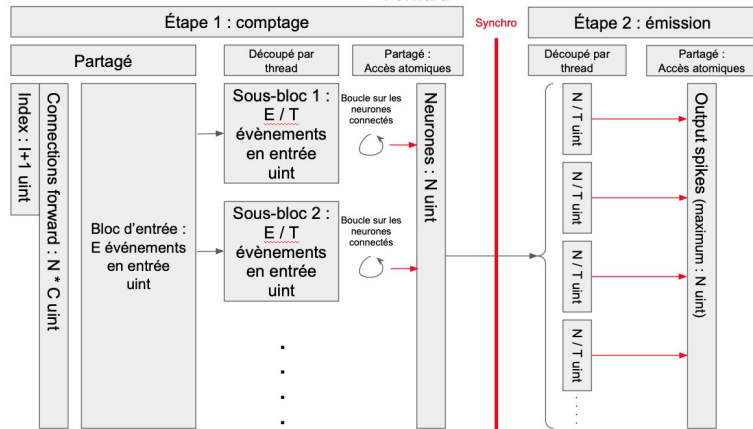 Étape 1 : comptage
Synchro
Étape 2 : émission
Partagé
Découpé par
thread
Partagé :
Accès atomiques
Découpé par
thread
Partagé :
Accès atomiques
Index : I+1 uint
Connections forward : N * C uint
Bloc d'entrée :
E événements
en entrée
uint
Sous-bloc 1 :
E / T
évènements
en entrée
uint
Boucle sur les
neurones
connectés
Sous-bloc 2 :
E / T
évènements
en entrée
uint
Boucle sur les
neurones
connectés
Neurones : N uint
N / T uint
N / T uint
N / T uint
N / T uint
Output spikes (maximum : N uint)